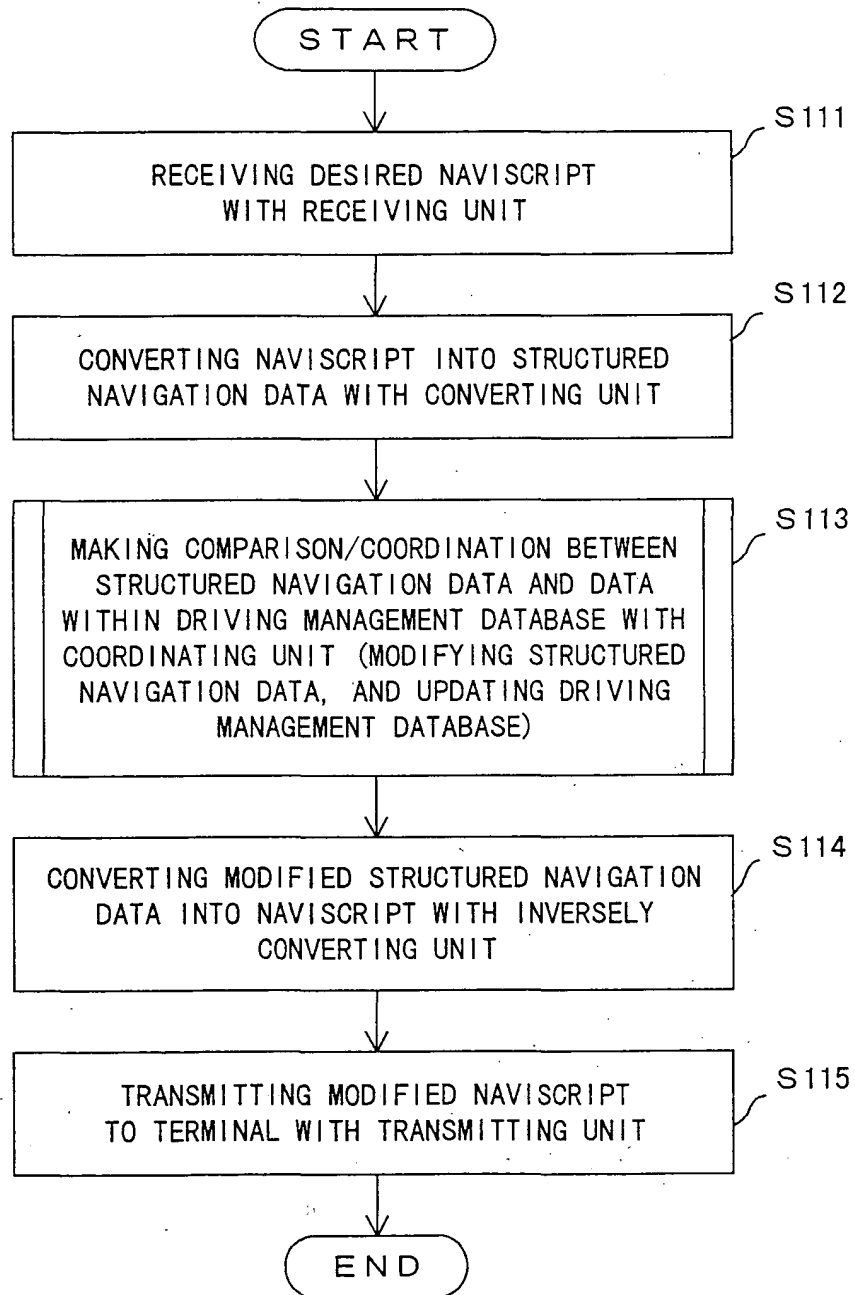 START
S111
RECEIVING DESIRED NAVISCRIPT
WITH RECEIVING UNIT
S112
CONVERTING NAVISCRIPT INTO STRUCTURED
NAVIGATION DATA WITH CONVERTING UNIT
S113
MAKING COMPARISON/COORDINATION BETWEEN
STRUCTURED NAVIGATION DATA AND DATA
WITHIN DRIVING MANAGEMENT DATABASE WITH
COORDINATING UNIT (MODIFYING STRUCTURED
NAVIGATION DATA, AND UPDATING DRIVING
MANAGEMENT DATABASE)
S114
CONVERTING MODIFIED STRUCTURED NAVIGATION
DATA INTO NAVISCRIPT WITH INVERSELY
CONVERTING UNIT
S115
TRANSMITTING MODIFIED NAVISCRIPT
TO TERMINAL WITH TRANSMITTING UNIT
END